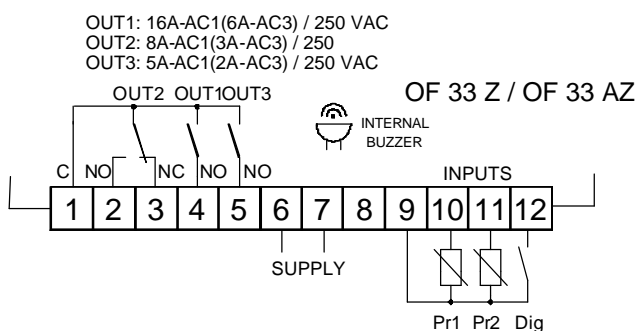 OUT1: 16A-AC1(6A-AC3) / 250 VAC
OUT2: 8A-AC1(3A-AC3) / 250
OUT3: 5A-AC1(2A-AC3) / 250 VAC
OF 33 Z / OF 33 AZ
OUT2 OUT1OUT3
INTERNAL
BUZZER
C NO NC NO NO INPUTS
1 2 3 4 5 6 7 8 9 10 11 12
SUPPLY
Pr1 Pr2 Dig